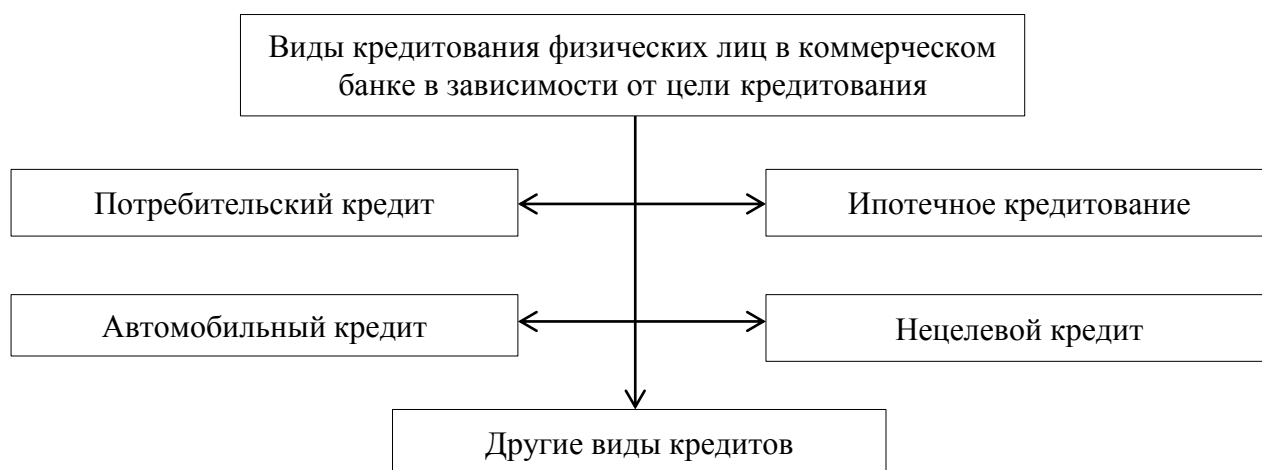 Виды кредитования физических лиц в коммерческом
банке в зависимости от цели кредитования
Потребительский кредит
Ипотечное кредитование
Автомобильный кредит
Нецелевой кредит
Другие виды кредитов